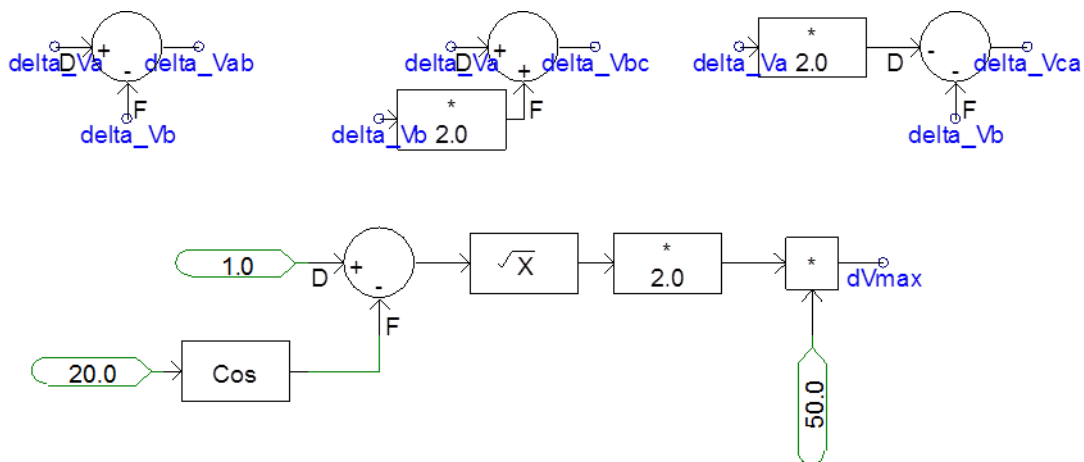 +
delta_Va D delta_Vab
-
F
delta_Vb
+
delta_Va D delta_Vbc
+
* F
delta_Vb 2.0
*
delta_Va 2.0 D - delta_Vca
-
F
delta_Vb
1.0 D + √X * 2.0 * dVmax
-
F
20.0 Cos
50.0